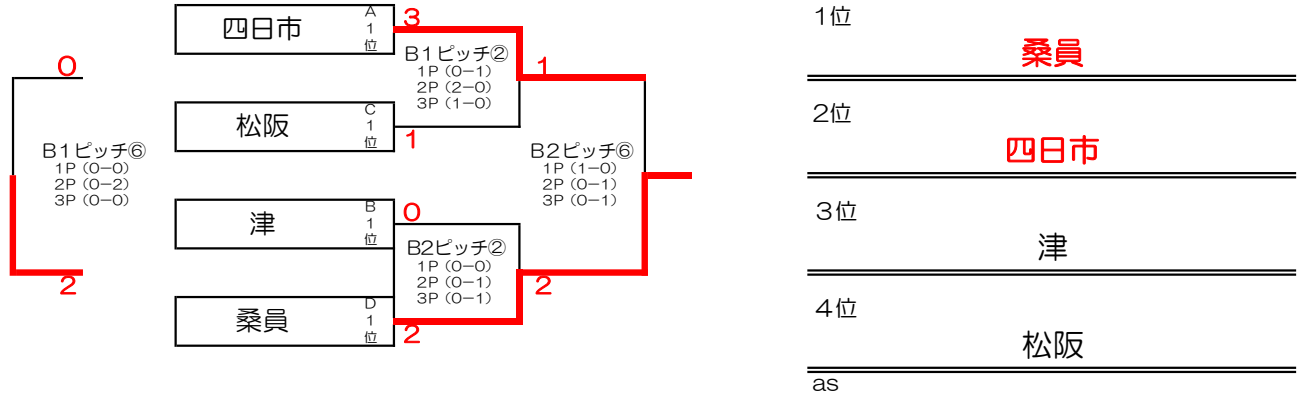 0
B1ピッチ⑥
1P (0-0)
2P (0-2)
3P (0-0)
2
四日市
A
1
位
3
B1ピッチ②
1P (0-1)
2P (2-0)
3P (1-0)
松阪
C
1
位
1
1
B2ピッチ⑥
1P (1-0)
2P (0-1)
3P (0-1)
津
B
1
位
0
B2ピッチ②
1P (0-0)
2P (0-1)
3P (0-1)
桑員
D
1
位
2
2
1位
桑員
2位
四日市
3位
津
4位
松阪
as